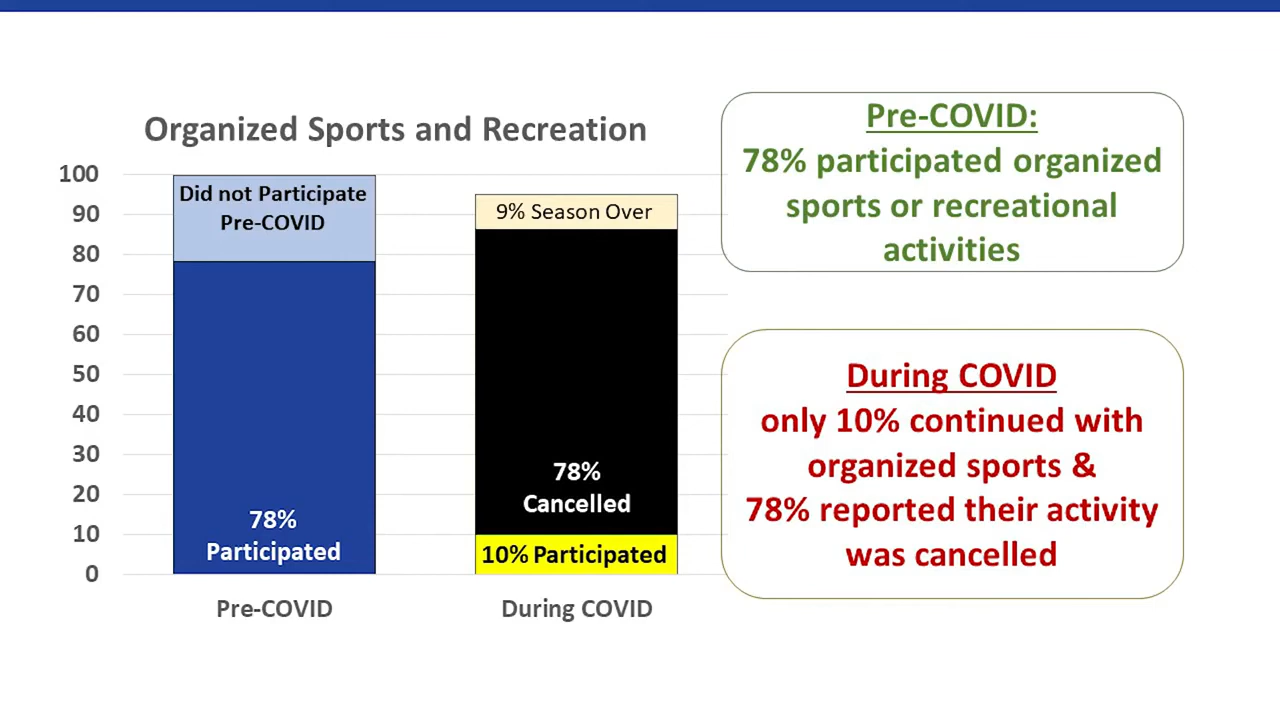 Organized Sports and Recreation
100
90
80
70
60
50
40
30
20
10
0
Did not Participate
Pre-COVID
78%
Participated
9% Season Over
78%
Cancelled
10% Participated
Pre-COVID
During COVID
Pre-COVID:
78% participated organized
sports or recreational
activities
During COVID
only 10% continued with
organized sports &
78% reported their activity
was cancelled